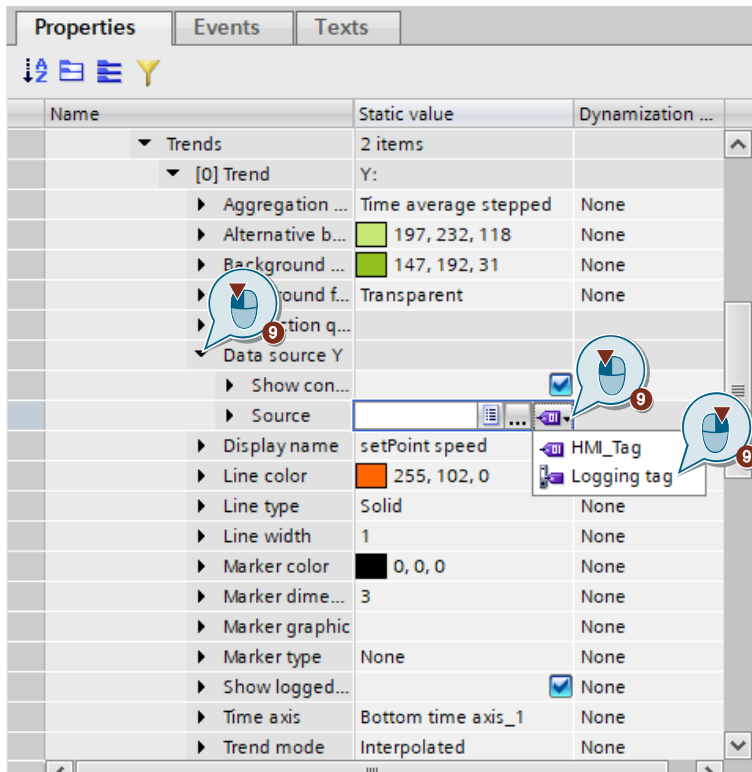 Properties Events Texts
Name Static value Dynamization ...
Trends 2 items
[0] Trend Y:
Aggregation ... Time average stepped None
Alternative b... 197, 232, 118 None
Background ... 147, 192, 31 None
round f... Transparent None
tion q...
9
Data source Y
Show con...
9
Source ...
Display name setPoint speed HMI_Tag
9
Line color 255, 102, 0 Logging tag
Line type Solid None
Line width 1 None
Marker color 0, 0, 0 None
Marker dime... 3 None
Marker graphic None
Marker type None None
Show logged... None
Time axis Bottom time axis_1 None
Trend mode Interpolated None